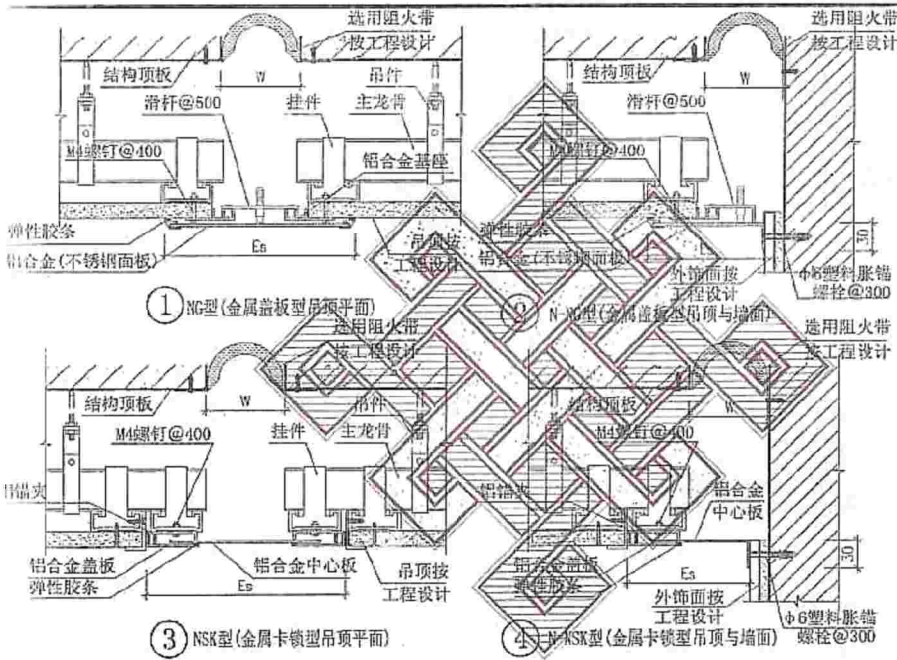 选用阻火带
按工程设计
结构顶板
W
吊件
滑杆@500
挂件
主龙骨
M4螺钉@400
铝合金基座
弹性胶条
Es
吊顶按
工程设计
铝合金(不锈钢面板)
① NG型(金属盖板型吊顶平面)
选用阻火带
按工程设计
结构顶板
W
滑杆@500
M4螺钉@400
弹性胶条
铝合金(不锈钢面板)
30
外饰面按
工程设计
φ6塑料胀锚
螺栓@300
② N-NG型(金属盖板型吊顶与墙面)
选用阻火带
按工程设计
结构顶板
W
吊件
M4螺钉@400
挂件
主龙骨
铝锚夹
铝合金盖板
弹性胶条
铝合金中心板
Es
吊顶按
工程设计
③ NSK型(金属卡锁型吊顶平面)
选用阻火带
按工程设计
结构顶板
W
M4螺钉@400
铝锚夹
铝合金
中心板
铝合金盖板
弹性胶条
Es
30
外饰面按
工程设计
φ6塑料胀锚
螺栓@300
④ N-NSK型(金属卡锁型吊顶与墙面)